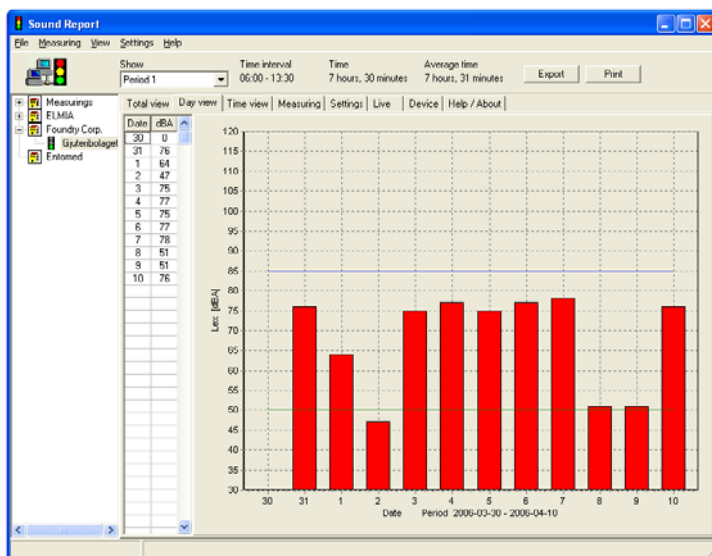 Sound Report
File Measuring View Settings Help
Show
Period 1
Time interval
06:00 - 13:30
Time
7 hours, 30 minutes
Average time
7 hours, 31 minutes
Export
Print
Measurings
ELMIA
Foundry Corp.
Gjuteribolaget
Entomed
Total view Day view Time view Measuring Settings Live Device Help / About
Date dBA
30 0
31 76
1 64
2 47
3 75
4 77
5 75
6 77
7 78
8 51
9 51
10 76
Lex [dBA]
120
115
110
105
100
95
90
85
80
75
70
65
60
55
50
45
40
35
30
30 31 1 2 3 4 5 6 7 8 9 10
Date Period 2006-03-30 - 2006-04-10